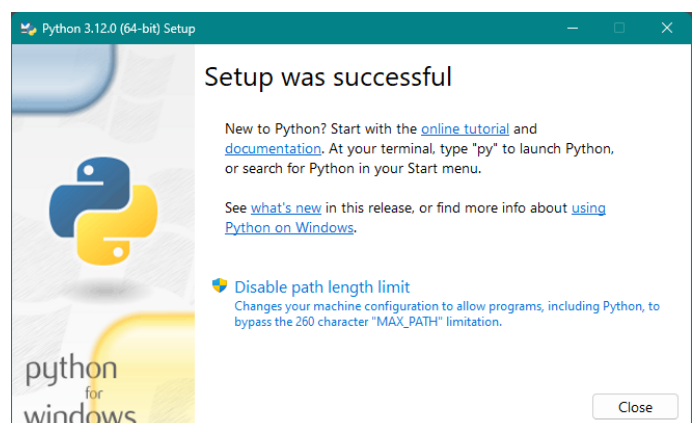 Python 3.12.0 (64-bit) Setup
Setup was successful
New to Python? Start with the online tutorial and
documentation. At your terminal, type "py" to launch Python,
or search for Python in your Start menu.
See what's new in this release, or find more info about using
Python on Windows.
Disable path length limit
Changes your machine configuration to allow programs, including Python, to
bypass the 260 character "MAX_PATH" limitation.
python
for
windows
Close